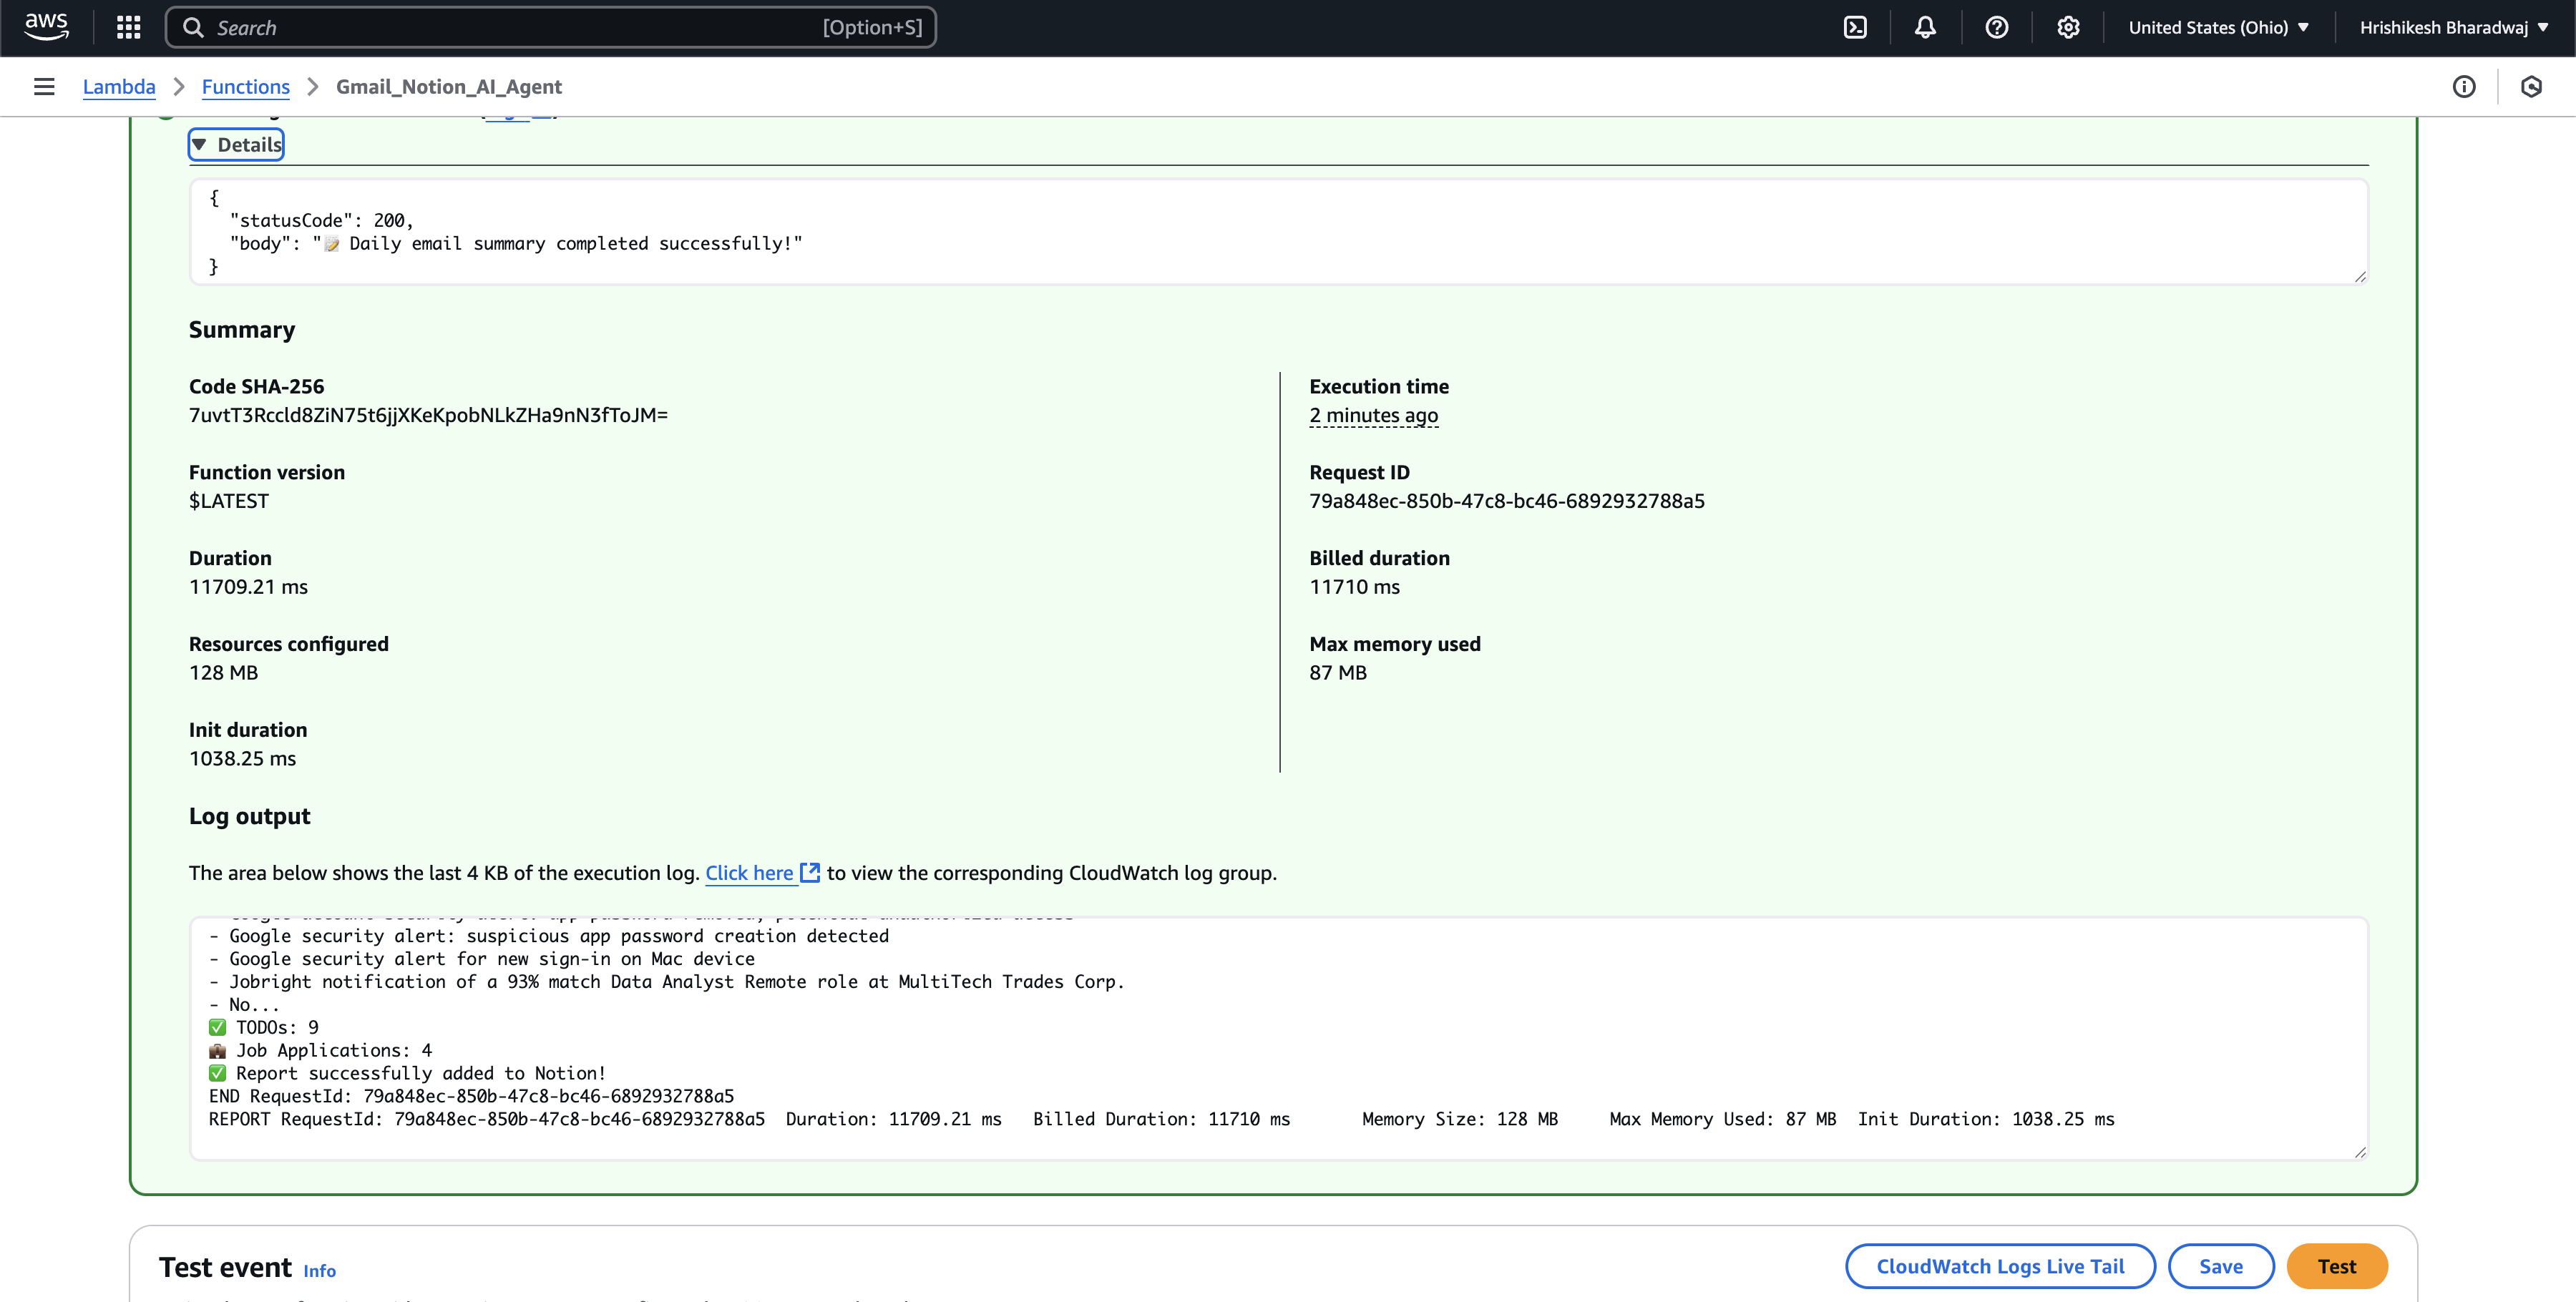 aws
Search
[Option+S]
United States (Ohio)
Hrishikesh Bharadwaj
Lambda
Functions
Gmail_Notion_AI_Agent
Details
{
"statusCode": 200,
"body": "📝 Daily email summary completed successfully!"
}
Summary
Code SHA-256
7uvtT3Rccld8ZiN75t6jjXKeKpobNLkZHa9nN3fToJM=
Execution time
2 minutes ago
Function version
$LATEST
Request ID
79a848ec-850b-47c8-bc46-6892932788a5
Duration
11709.21 ms
Billed duration
11710 ms
Resources configured
128 MB
Max memory used
87 MB
Init duration
1038.25 ms
Log output
The area below shows the last 4 KB of the execution log. Click here to view the corresponding CloudWatch log group.
- Google security alert: suspicious app password creation detected
- Google security alert for new sign-in on Mac device
- Jobright notification of a 93% match Data Analyst Remote role at MultiTech Trades Corp.
- No...
✅ TODOs: 9
💼 Job Applications: 4
✅ Report successfully added to Notion!
END RequestId: 79a848ec-850b-47c8-bc46-6892932788a5
REPORT RequestId: 79a848ec-850b-47c8-bc46-6892932788a5 Duration: 11709.21 ms Billed Duration: 11710 ms Memory Size: 128 MB Max Memory Used: 87 MB Init Duration: 1038.25 ms
Test event Info
CloudWatch Logs Live Tail
Save
Test